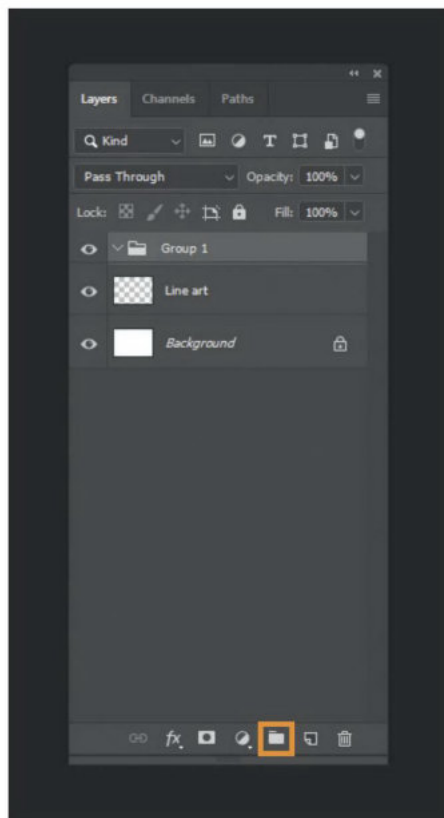 Layers Channels Paths
Kind T
Pass Through Opacity: 100%
Lock: Fill: 100%
Group 1
Line art
Background
fx